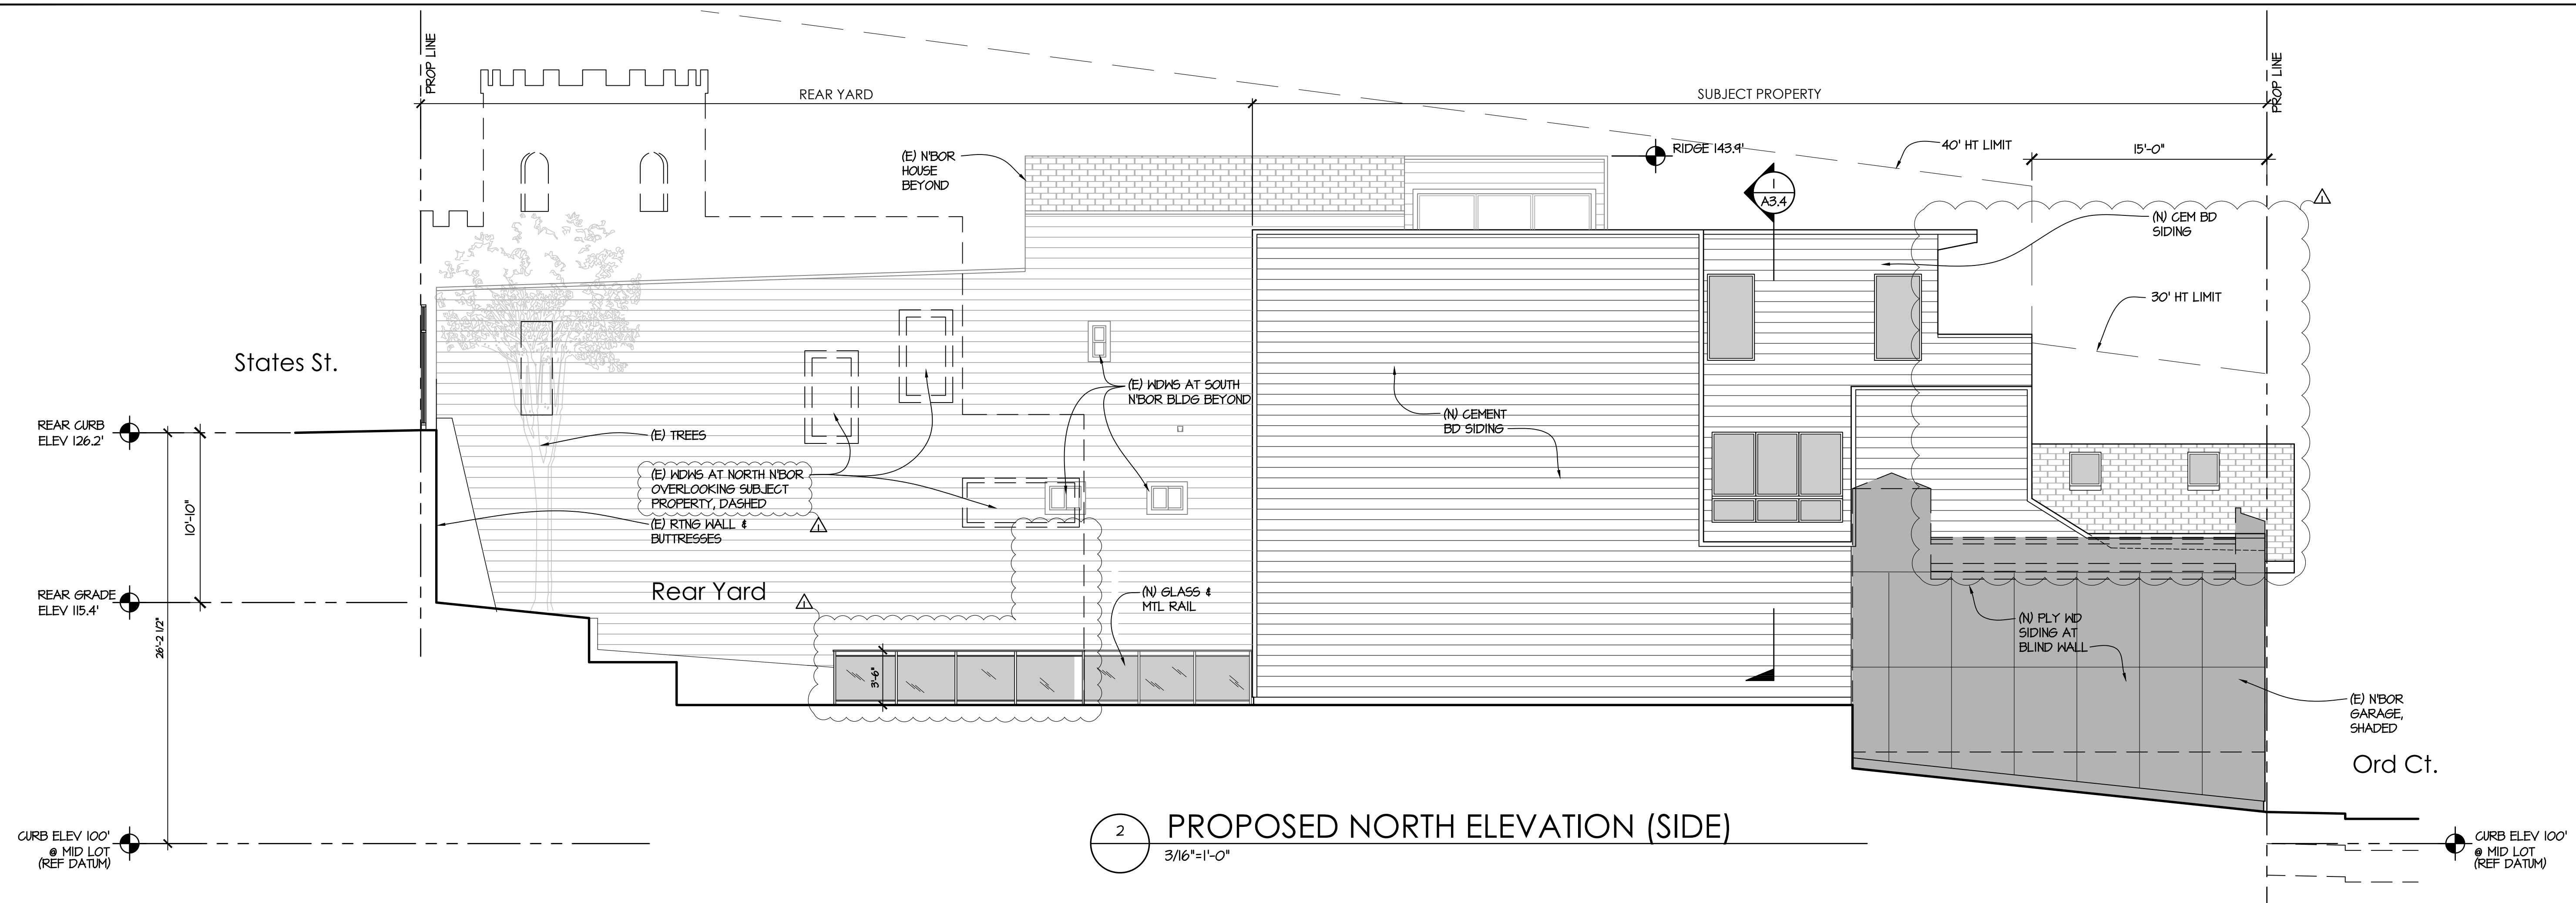 PROP LINE
REAR YARD
SUBJECT PROPERTY
PROP LINE
(E) N'BOR
HOUSE
BEYOND
RIDGE 143.9'
40' HT LIMIT
15'-0"
1
A3.4
1
(N) CEM BD
SIDING
30' HT LIMIT
States St.
(E) WDWS AT SOUTH
N'BOR BLDG BEYOND
(N) CEMENT
BD SIDING
REAR CURB
ELEV 126.2'
(E) TREES
(E) WDWS AT NORTH N'BOR
OVERLOOKING SUBJECT
PROPERTY, DASHED
1
10'-10"
(E) RTNG WALL &
BUTTRESSES
Rear Yard
1
REAR GRADE
ELEV 115.4'
26'-2 1/2"
(N) GLASS &
MTL RAIL
3'-6"
(N) PLY WD
SIDING AT
BLIND WALL
(E) N'BOR
GARAGE,
SHADED
Ord Ct.
CURB ELEV 100'
@ MID LOT
(REF DATUM)
2
PROPOSED NORTH ELEVATION (SIDE)
3/16"=1'-0"
CURB ELEV 100'
@ MID LOT
(REF DATUM)